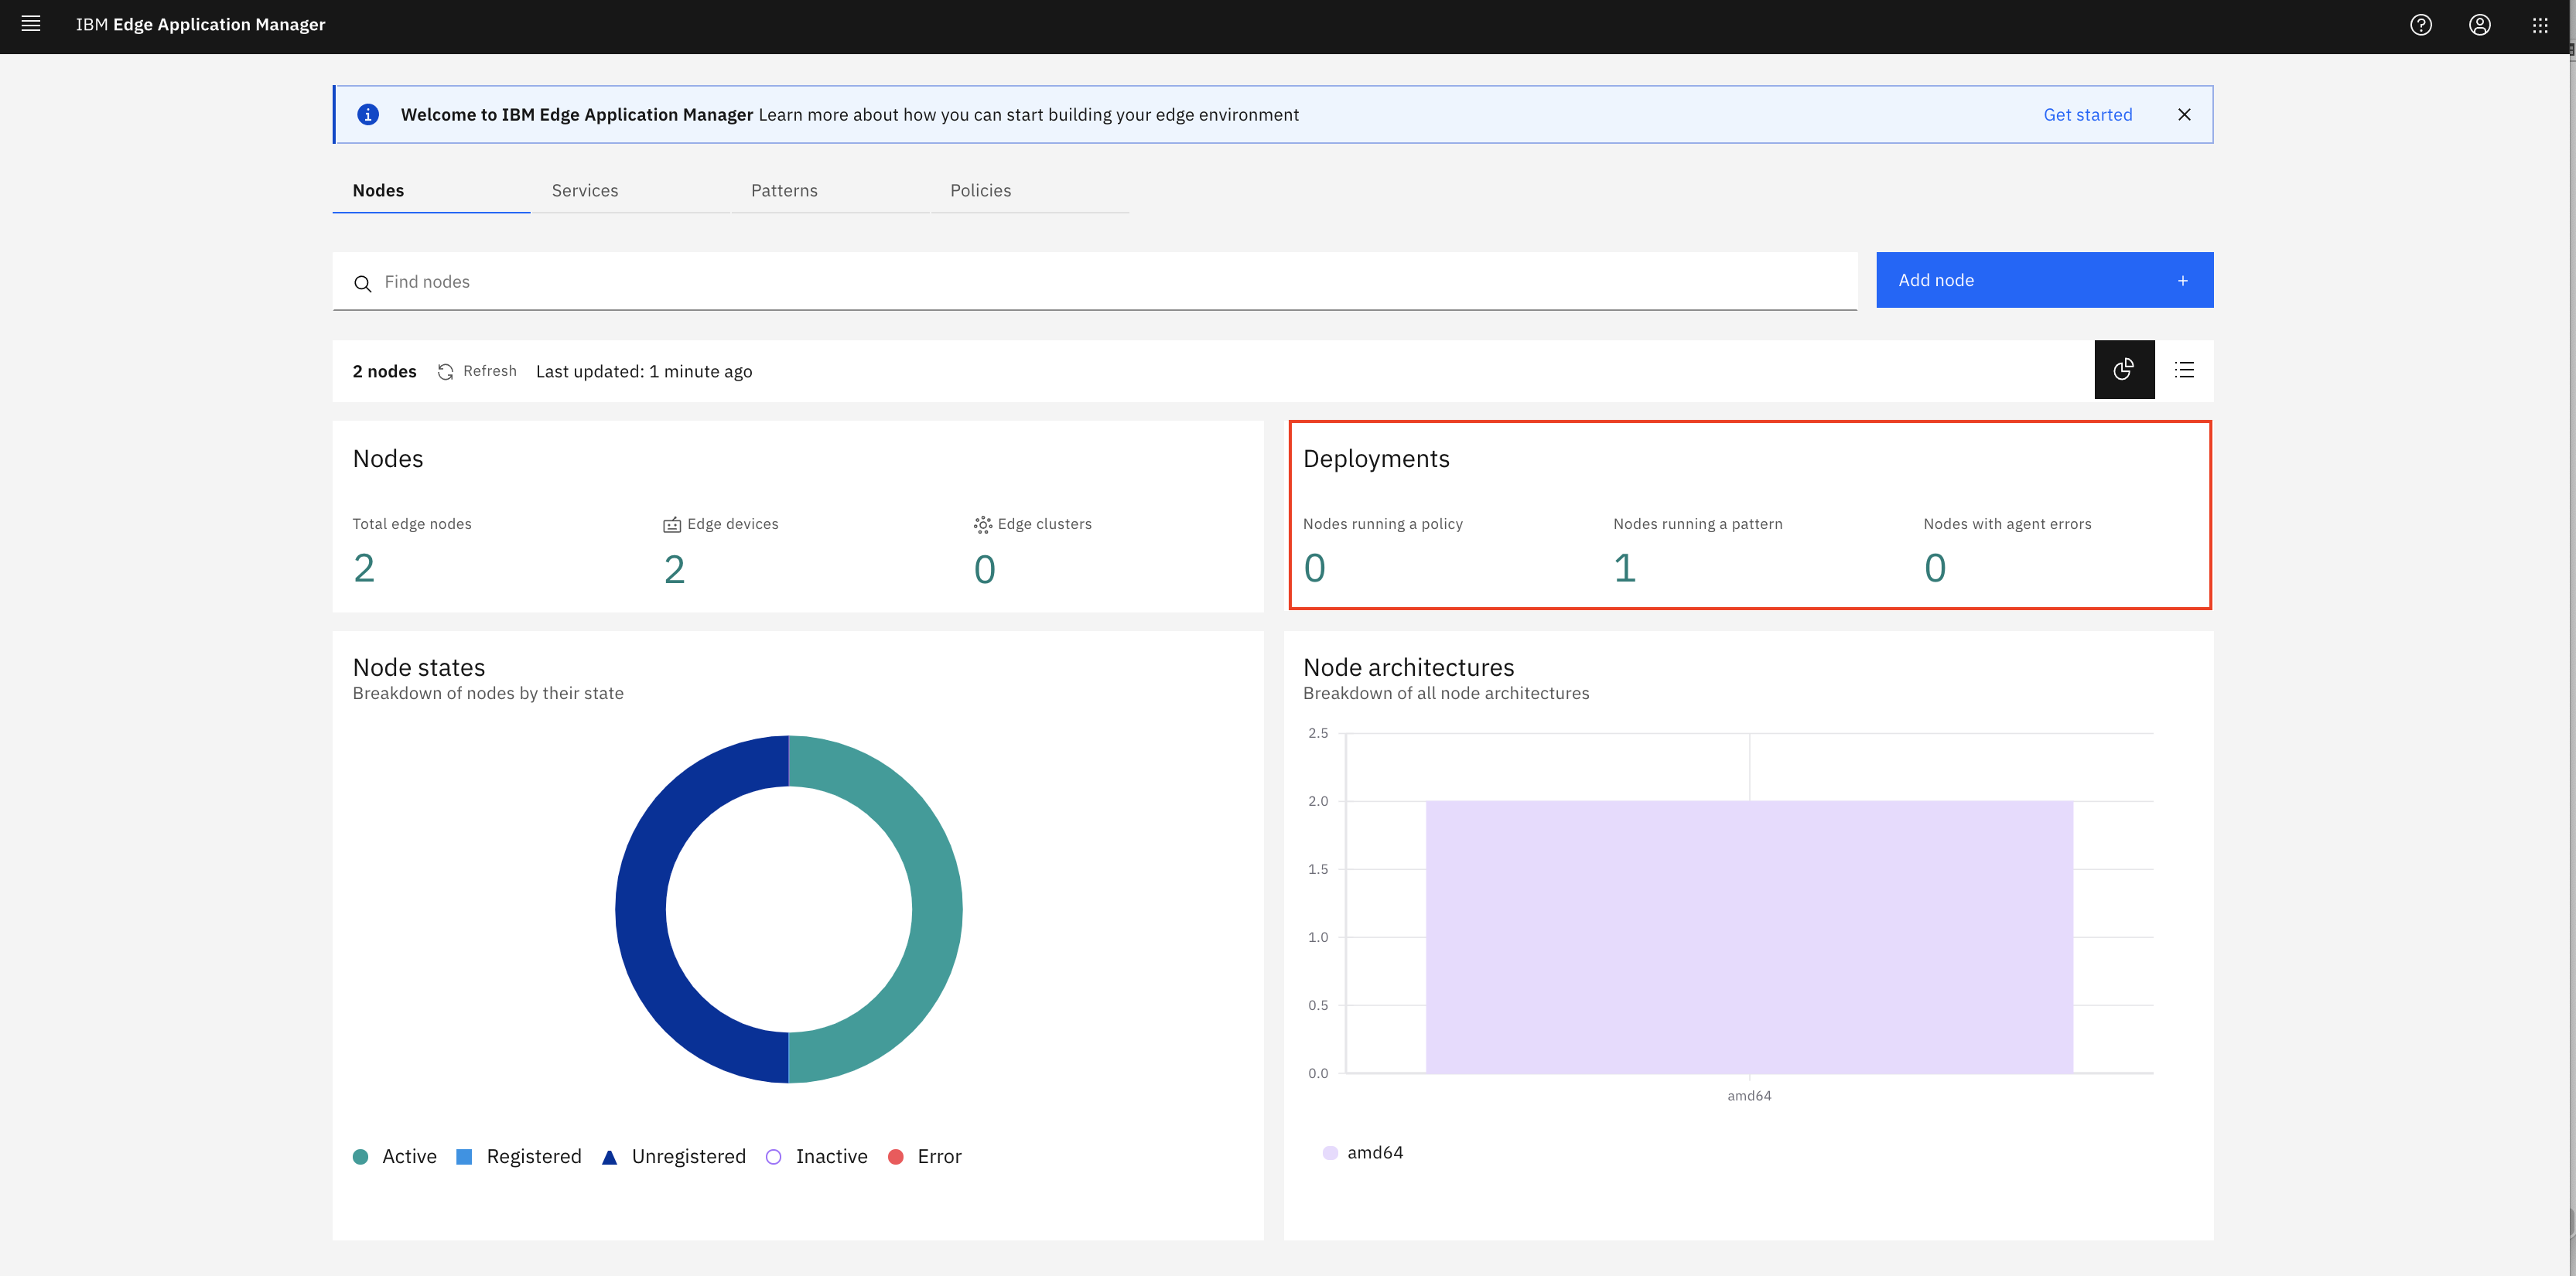 IBM Edge Application Manager
Welcome to IBM Edge Application Manager Learn more about how you can start building your edge environment
Get started
Nodes
Services
Patterns
Policies
Find nodes
Add node +
2 nodes
Refresh
Last updated: 1 minute ago
Nodes
Total edge nodes
Edge devices
Edge clusters
2
2
0
Deployments
Nodes running a policy
Nodes running a pattern
Nodes with agent errors
0
1
0
Node states
Breakdown of nodes by their state
Active
Registered
Unregistered
Inactive
Error
Node architectures
Breakdown of all node architectures
2.5
2.0
1.5
1.0
0.5
0.0
amd64
amd64